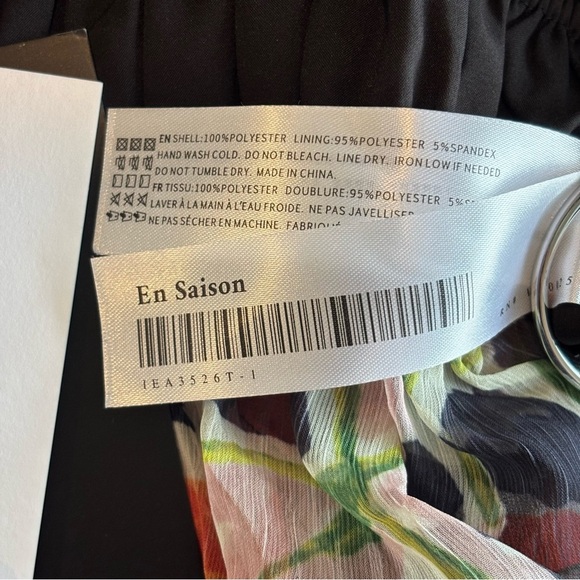 EN SHELL:100%POLYESTER LINING:95%POLYESTER 5%SPANDEX
HAND WASH COLD. DO NOT BLEACH. LINE DRY. IRON LOW IF NEEDED
DO NOT TUMBLE DRY. MADE IN CHINA.
FR TISSU:100%POLYESTER DOUBLURE:95%POLYESTER 5%
LAVER À LA MAIN À L'EAU FROIDE. NE PAS JAVELLISER
NE PAS SÉCHER EN MACHINE. FABRIQUÉ
En Saison
IEA3526T-1
RN#